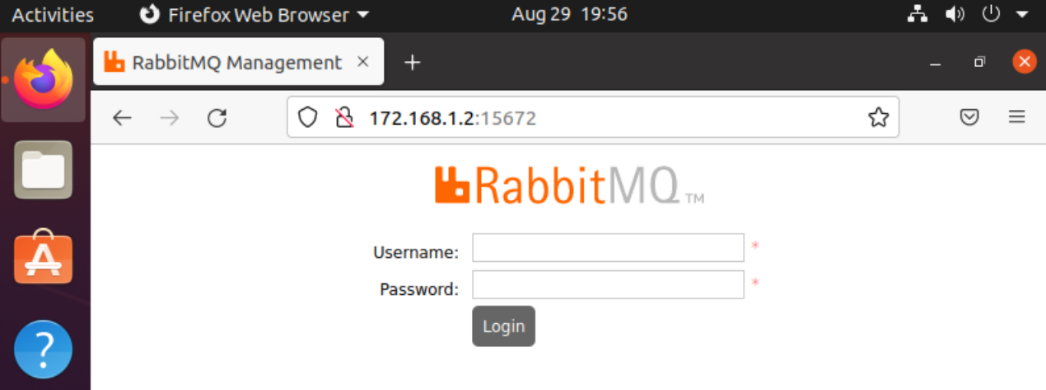 Activities Firefox Web Browser Aug 29 19:56
RabbitMQ Management
172.168.1.2:15672
RabbitMQ TM
Username: *
Password: *
Login